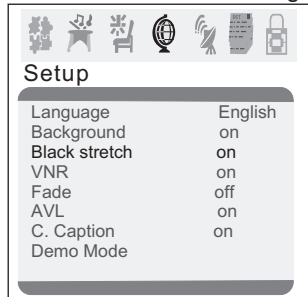 Setup
Language English
Background on
Black stretch on
VNR on
Fade off
AVL on
C. Caption on
Demo Mode